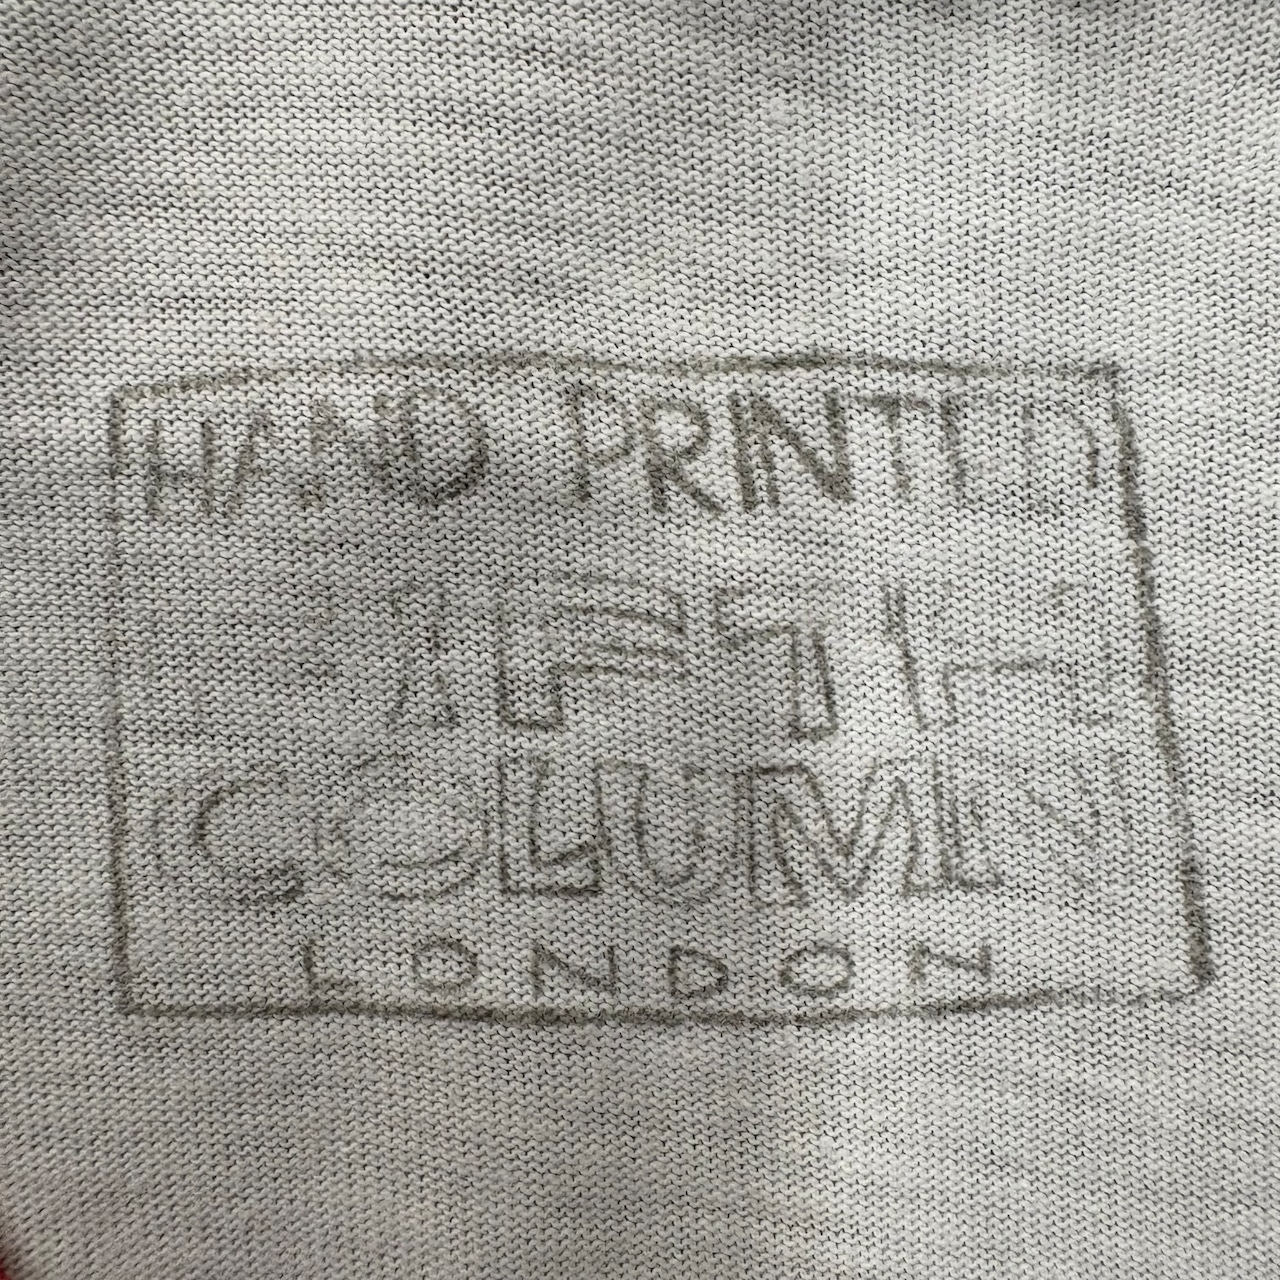 HAND PRINTED
FIFTH
COLUMN
LONDON